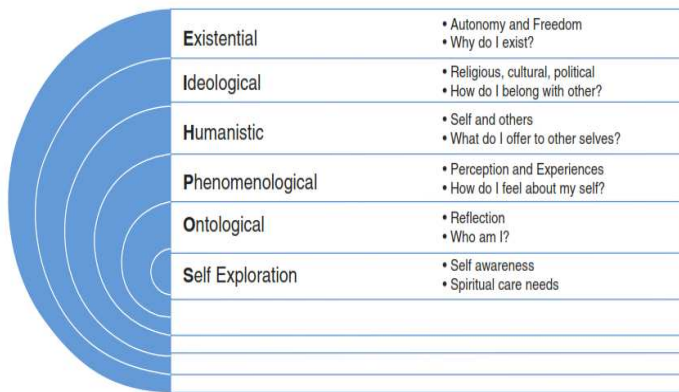 Existential
• Autonomy and Freedom
• Why do I exist?
Ideological
• Religious, cultural, political
• How do I belong with other?
Humanistic
• Self and others
• What do I offer to other selves?
Phenomenological
• Perception and Experiences
• How do I feel about my self?
Ontological
• Reflection
• Who am I?
Self Exploration
• Self awareness
• Spiritual care needs